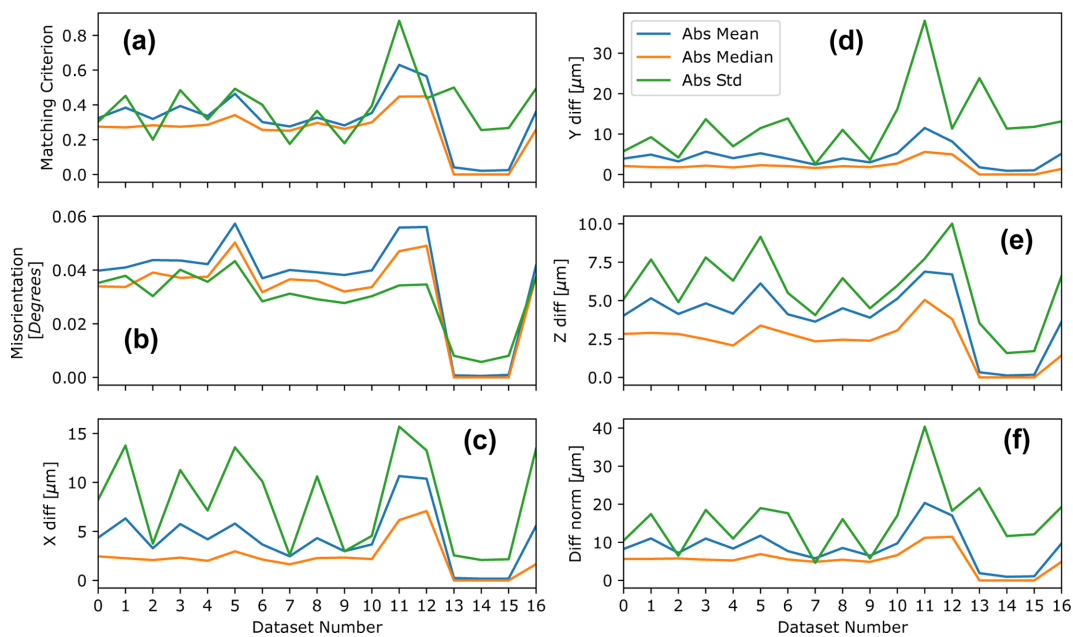 (a)
Matching Criterion
0.8
0.6
0.4
0.2
0.0
(d)
Abs Mean
Abs Median
Abs Std
Y diff [μm]
30
20
10
0
(b)
Misorientation
[Degrees]
0.06
0.04
0.02
0.00
(e)
Z diff [μm]
10.0
7.5
5.0
2.5
0.0
(c)
X diff [μm]
15
10
5
0
0 1 2 3 4 5 6 7 8 9 10 11 12 13 14 15 16
Dataset Number
(f)
Diff norm [μm]
40
30
20
10
0
0 1 2 3 4 5 6 7 8 9 10 11 12 13 14 15 16
Dataset Number